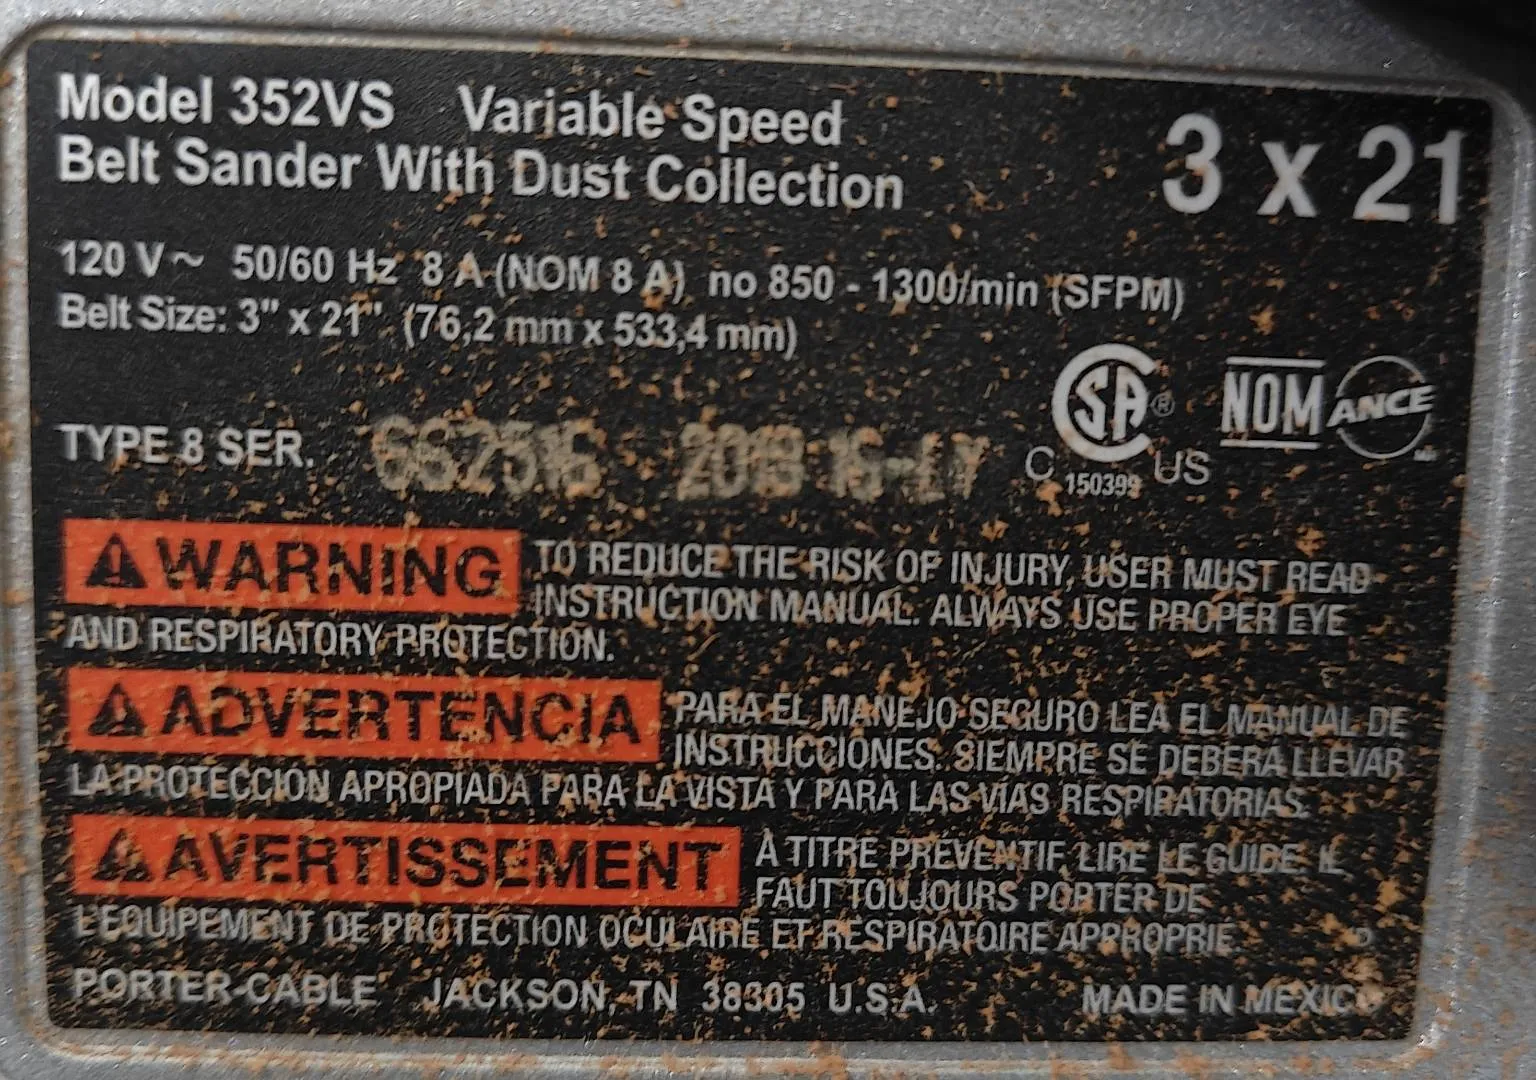 Model 352VS Variable Speed
Belt Sander With Dust Collection
3 x 21
120 V ~ 50/60 Hz 8 A (NOM 8 A) no 850 - 1300/min (SFPM)
Belt Size: 3" x 21" (76,2 mm x 533,4 mm)
TYPE 8 SER.
SA ®
C 150399 US
NOM ANCE
WARNING TO REDUCE THE RISK OF INJURY, USER MUST READ
INSTRUCTION MANUAL. ALWAYS USE PROPER EYE
AND RESPIRATORY PROTECTION.
ADVERTENCIA PARA EL MANEJO SEGURO LEA EL MANUAL DE
INSTRUCCIONES. SIEMPRE SE DEBERA LLEVAR
LA PROTECCION APROPIADA PARA LA VISTA Y PARA LAS VIAS RESPIRATORIAS.
AVERTISSEMENT À TITRE PRÉVENTIF, LIRE LE GUIDE. IL
FAUT TOUJOURS PORTER DE
L'EQUIPEMENT DE PROTECTION OCULAIRE ET RESPIRATOIRE APPROPRIE.
PORTER-CABLE JACKSON, TN 38305 U.S.A. MADE IN MEXICO